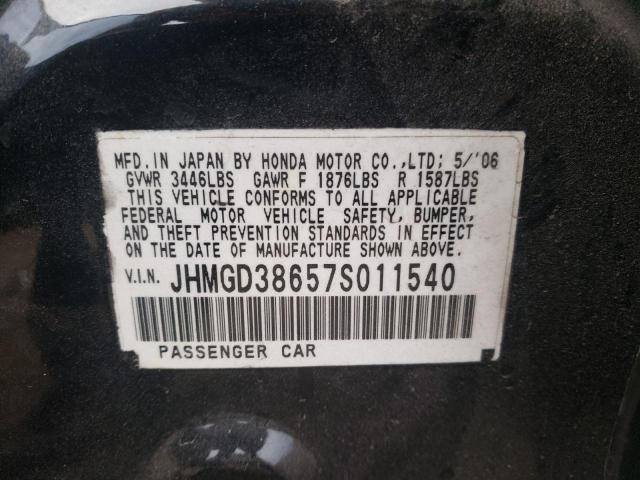 MFD. IN JAPAN BY HONDA MOTOR CO.,LTD; 5/'06
GVWR 3446LBS GAWR F 1876LBS R 1587LBS
THIS VEHICLE CONFORMS TO ALL APPLICABLE
FEDERAL MOTOR VEHICLE SAFETY, BUMPER,
AND THEFT PREVENTION STANDARDS IN EFFECT
ON THE DATE OF MANUFACTURE SHOWN ABOVE.
V.I.N. JHMGD38657S011540
PASSENGER CAR